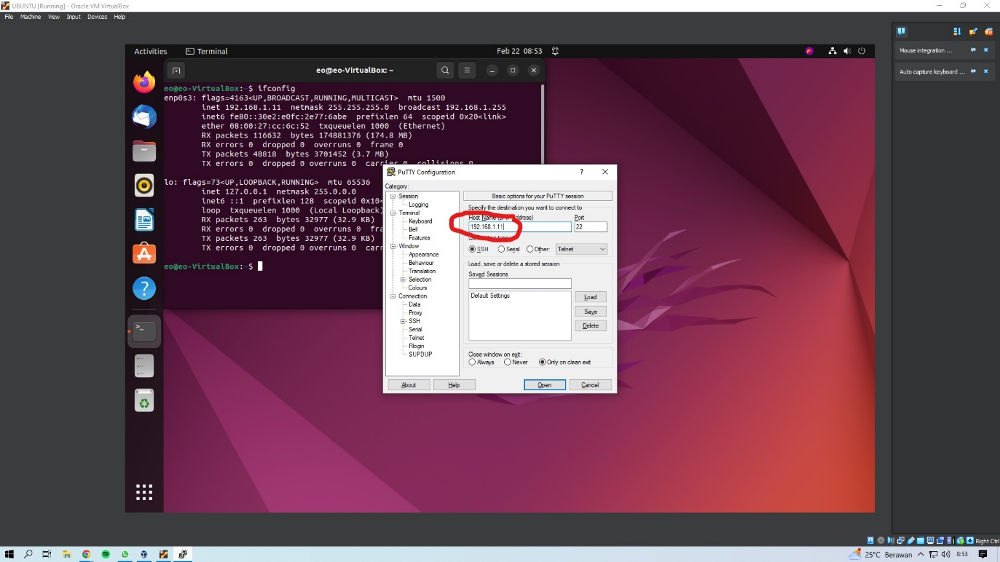 UBUNTU [Running] - Oracle VM VirtualBox
File Machine View Input Devices Help
Activities Terminal Feb 22 08:53
eo@eo-VirtualBox: ~
eo@eo-VirtualBox:~$ ifconfig
enp0s3: flags=4163<UP,BROADCAST,RUNNING,MULTICAST> mtu 1500
inet 192.168.1.11 netmask 255.255.255.0 broadcast 192.168.1.255
inet6 fe80::30e2:e0fc:2e77:6abe prefixlen 64 scopeid 0x20<link>
ether 08:00:27:cc:6c:52 txqueuelen 1000 (Ethernet)
RX packets 116632 bytes 174881376 (174.8 MB)
RX errors 0 dropped 0 overruns 0 frame 0
TX packets 48818 bytes 3701452 (3.7 MB)
TX errors 0 dropped 0 overruns 0 carrier 0 collisions 0
lo: flags=73<UP,LOOPBACK,RUNNING> mtu 65536
inet 127.0.0.1 netmask 255.0.0.0
inet6 ::1 prefixlen 128 scopeid 0x10<
loop txqueuelen 1000 (Local Loopback)
RX packets 263 bytes 32977 (32.9 KB)
RX errors 0 dropped 0 overruns 0 fra
TX packets 263 bytes 32977 (32.9 KB)
TX errors 0 dropped 0 overruns 0 car
eo@eo-VirtualBox:~$
PuTTY Configuration ?
Category:
Session
Logging
Terminal
Keyboard
Bell
Features
Window
Appearance
Behaviour
Translation
Selection
Colours
Connection
Data
Proxy
SSH
Serial
Telnet
Rlogin
SUPDUP
Basic options for your PuTTY session
Specify the destination you want to connect to
Host Name address) Port
192.168.1.11 22
SSH Serial Other: Telnet
Load, save or delete a stored session
Saved Sessions
Default Settings
Load
Save
Delete
Close window on exit:
Always Never Only on clean exit
About Help Open Cancel
Mouse integration ...
Auto capture keyboard ...
Right Ctrl
25°C Berawan 8:53